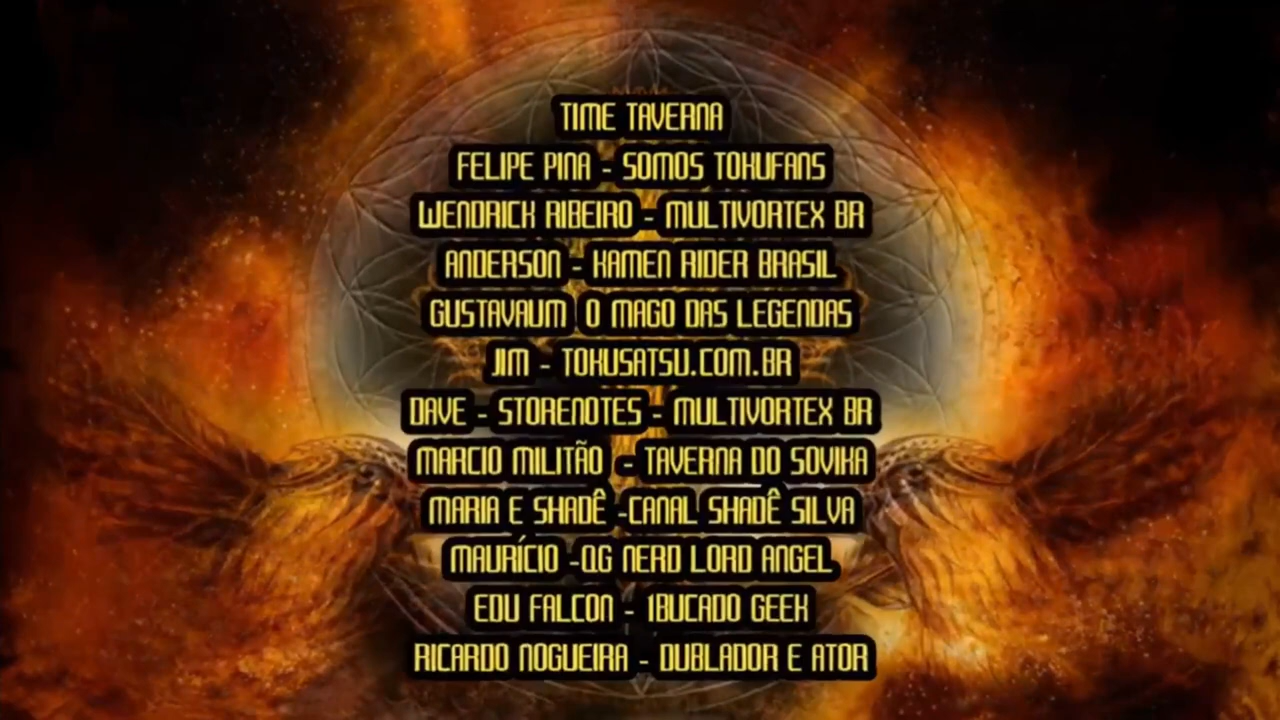 TIME TAVERNA
FELIPE PINA - SOMOS TOKUFANS
WENDRICK RIBEIRO - MULTIVORTEX BR
ANDERSON - KAMEN RIDER BRASIL
GUSTAVAUM O MAGO DAS LEGENDAS
JIM - TOKUSATSU.COM.BR
DAVE - STORENOTES - MULTIVORTEX BR
MARCIO MILITÃO - TAVERNA DO SOVIKA
MARIA E SHADÊ -CANAL SHADÊ SILVA
MAURÍCIO -QG NERD LORD ANGEL
EDU FALCON - 1BUCADO GEEK
RICARDO NOGUEIRA - DUBLADOR E ATOR